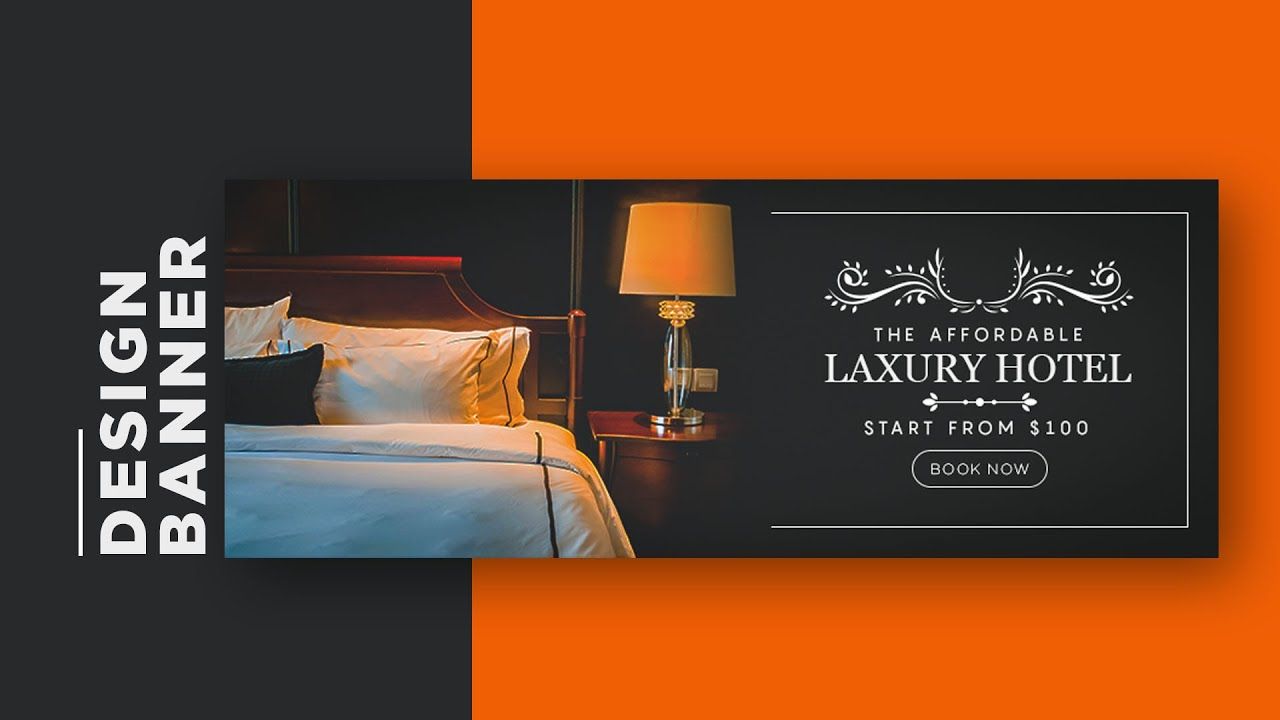 DESIGN
BANNER
THE AFFORDABLE
LAXURY HOTEL
START FROM $100
BOOK NOW